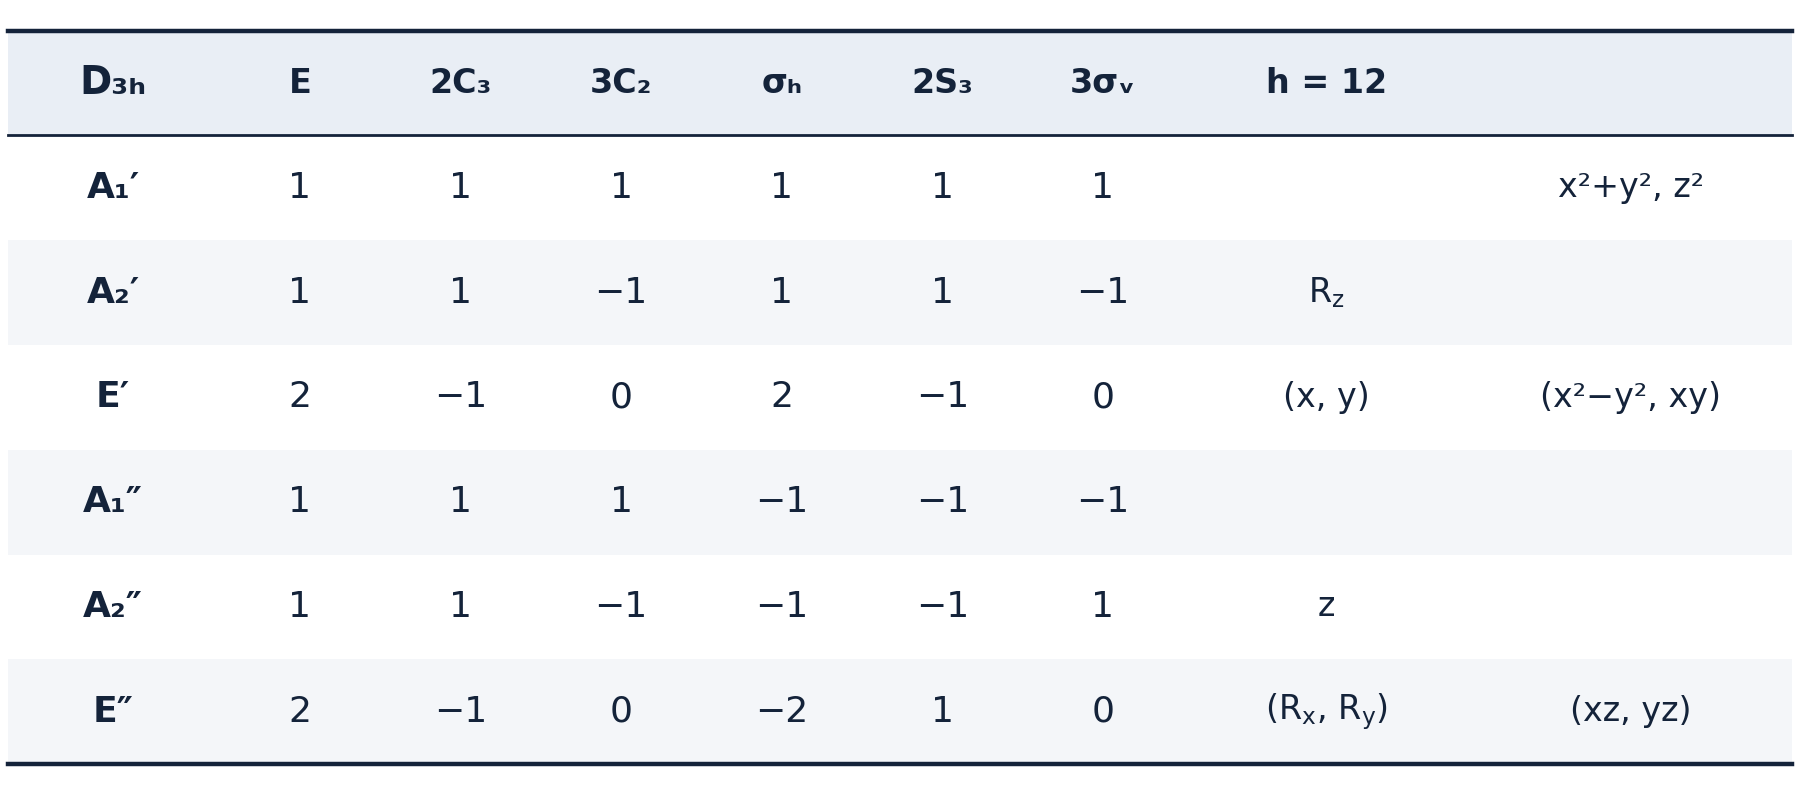 D₃ₕ E 2C₃ 3C₂ σₕ 2S₃ 3σᵥ h = 12
A₁′ 1 1 1 1 1 1 x²+y², z²
A₂′ 1 1 −1 1 1 −1 R_z
E′ 2 −1 0 2 −1 0 (x, y) (x²−y², xy)
A₁″ 1 1 1 −1 −1 −1
A₂″ 1 1 −1 −1 −1 1 z
E″ 2 −1 0 −2 1 0 (Rₓ, R_y) (xz, yz)